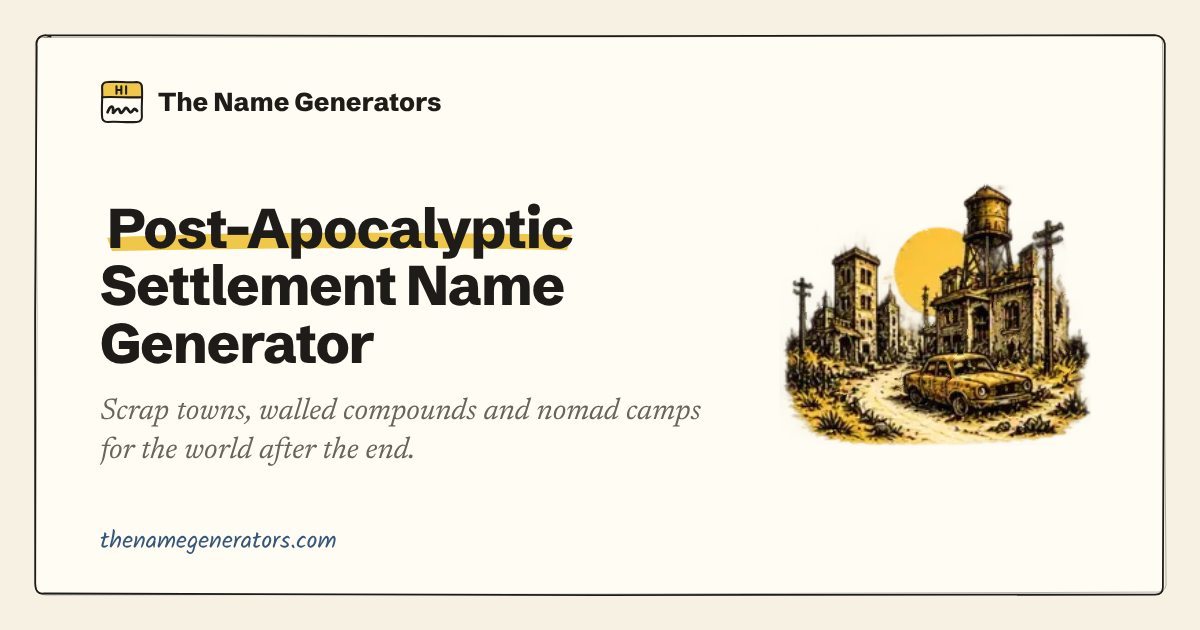 HI
The Name Generators
Post-Apocalyptic
Settlement Name
Generator
Scrap towns, walled compounds and nomad camps
for the world after the end.
thenamegenerators.com